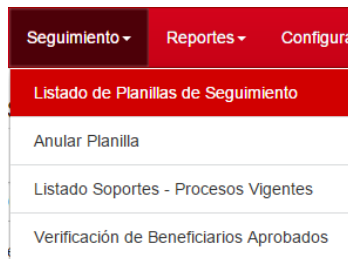 Seguimiento Reportes Configura
Listado de Planillas de Seguimiento
Anular Planilla
Listado Soportes - Procesos Vigentes
Verificación de Beneficiarios Aprobados